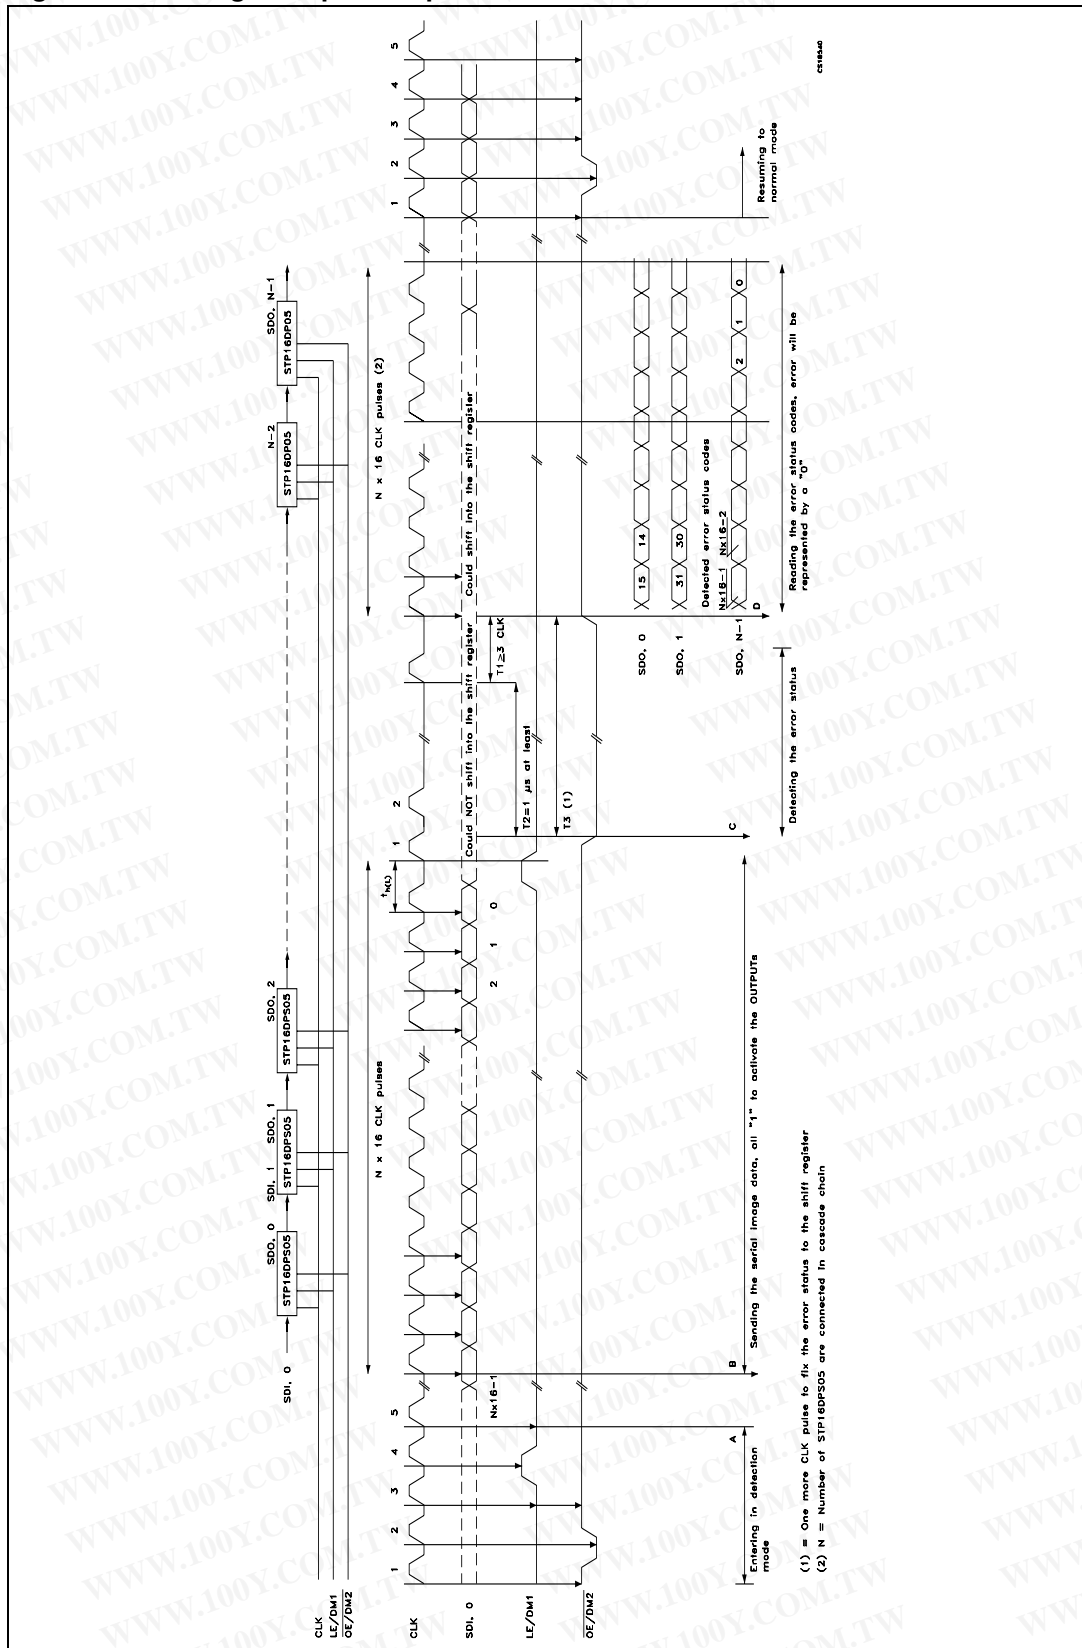 SDI, 0
SDO, 0
STP16DPS05
SDI, 1
SDO, 1
STP16DPS05
SDO, 2
STP16DPS05
N-2
STP16DP05
SDO, N-1
STP16DP05
CLK
LE/DM1
OE/DM2
N x 16 CLK pulses
N x 16 CLK pulses (2)
CLK
1 2 3 4 5
1 2
1 2 3 4 5
th(L)
SDI, 0
Nx16-1
2 1 0
Could NOT shift into the shift register
Could shift into the shift register
T1≥3 CLK
T2=1 µs at least
T3 (1)
LE/DM1
OE/DM2
SDO, 0
15 14
SDO, 1
31 30
Detected error status codes
Nx16-1 Nx16-2
SDO, N-1
2 1 0
A
B
C
D
Entering in detection
mode
Sending the serial image data, all "1" to activate the OUTPUTs
Detecting the error status
Reading the error status codes, error will be
represented by a "0"
Resuming to
normal mode
(1) = One more CLK pulse to fix the error status to the shift register
(2) N = Number of STP16DPS05 are connected in cascade chain
CS18540
WWW.100Y.COM.TW